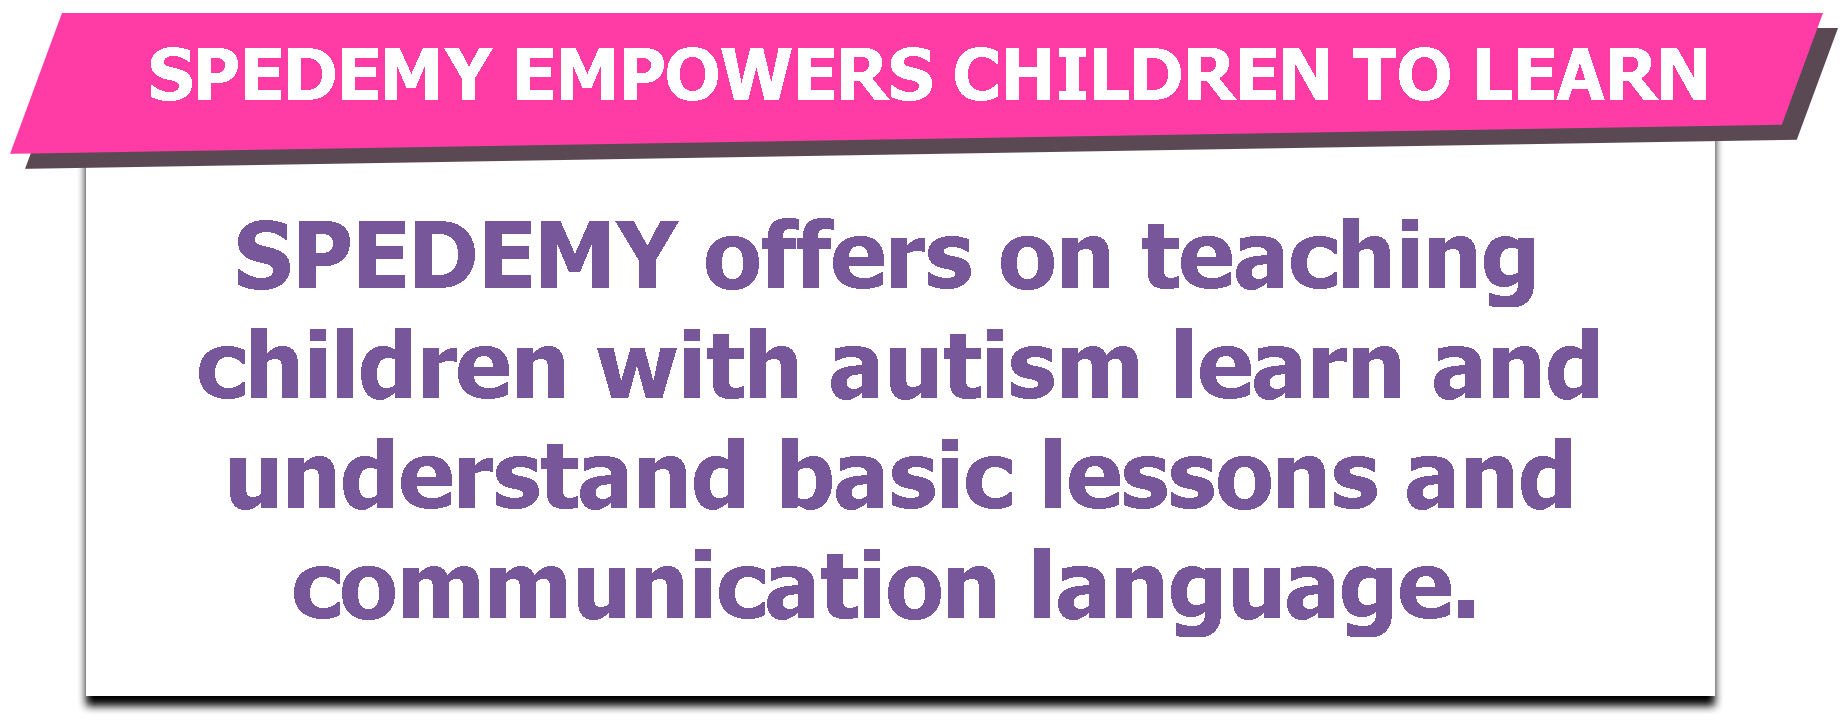 SPEDEMY EMPOWERS CHILDREN TO LEARN
SPEDEMY offers on teaching
children with autism learn and
understand basic lessons and
communication language.